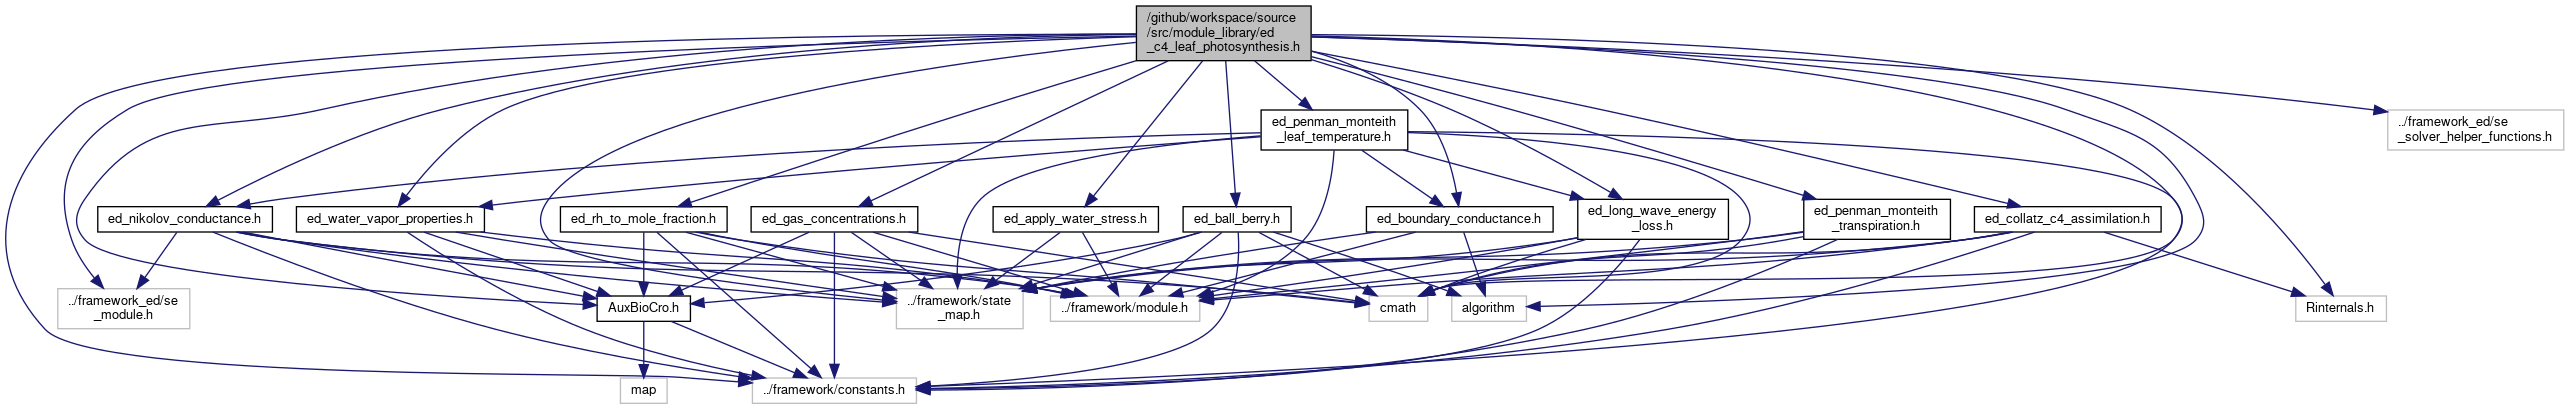 /github/workspace/source
/src/module_library/ed
_c4_leaf_photosynthesis.h
ed_penman_monteith
_leaf_temperature.h
../framework_ed/se
_solver_helper_functions.h
ed_nikolov_conductance.h
ed_water_vapor_properties.h
ed_rh_to_mole_fraction.h
ed_gas_concentrations.h
ed_apply_water_stress.h
ed_ball_berry.h
ed_boundary_conductance.h
ed_long_wave_energy
_loss.h
ed_penman_monteith
_transpiration.h
ed_collatz_c4_assimilation.h
../framework_ed/se
_module.h
AuxBioCro.h
../framework/state
_map.h
../framework/module.h
cmath
algorithm
Rinternals.h
map
../framework/constants.h